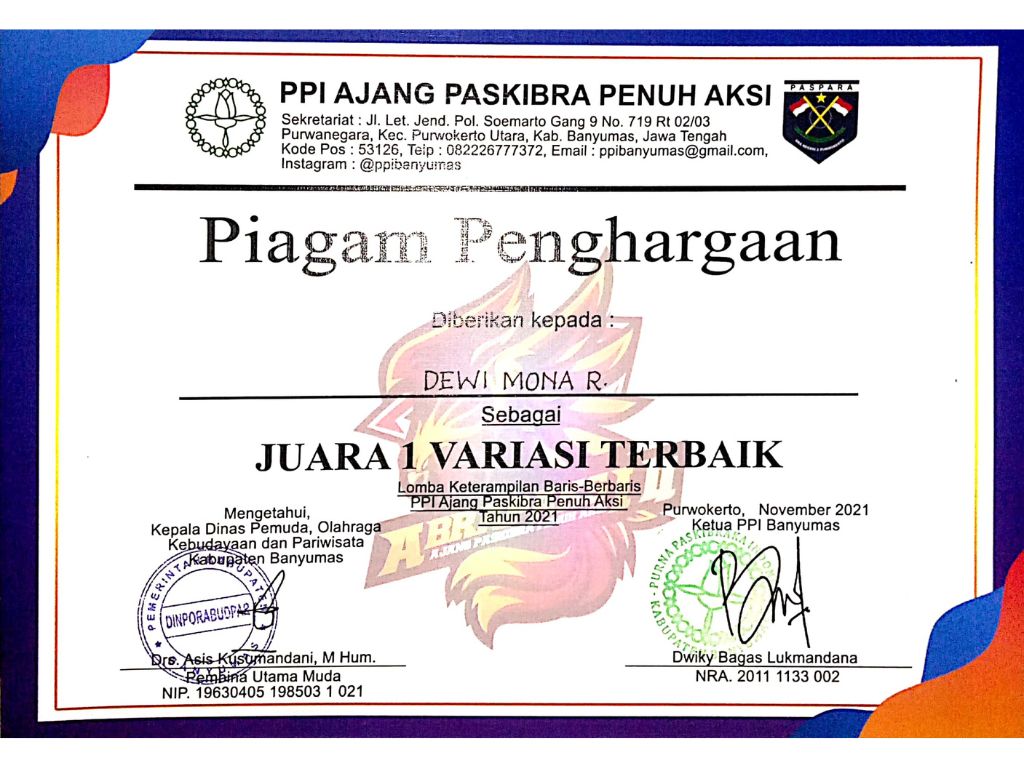 PPI AJANG PASKIBRA PENUH AKSI
Sekretariat : Jl. Let. Jend. Pol. Soemarto Gang 9 No. 719 Rt 02/03
Purwanegara, Kec. Purwokerto Utara, Kab. Banyumas, Jawa Tengah
Kode Pos : 53126, Telp : 082226777372, Email : ppibanyumas@gmail.com,
Instagram : @ppibanyumas
PASPARA
Piagam Penghargaan
Diberikan kepada :
DEWI MONA R.
Sebagai
JUARA 1 VARIASI TERBAIK
Lomba Keterampilan Baris-Berbaris
PPI Ajang Paskibra Penuh Aksi
Tahun 2021
Mengetahui,
Kepala Dinas Pemuda, Olahraga
Kebudayaan dan Pariwisata
Kabupaten Banyumas
PEMERINTAH KABUPATEN
DINPORABUDPAR
BANYUMAS
Drs. Asis Kusumandani, M Hum.
Pembina Utama Muda
NIP. 19630405 198503 1 021
Purwokerto, November 2021
Ketua PPI Banyumas
PURNA PASKIBRAKA
KABUPATEN
Dwiky Bagas Lukmandana
NRA. 2011 1133 002